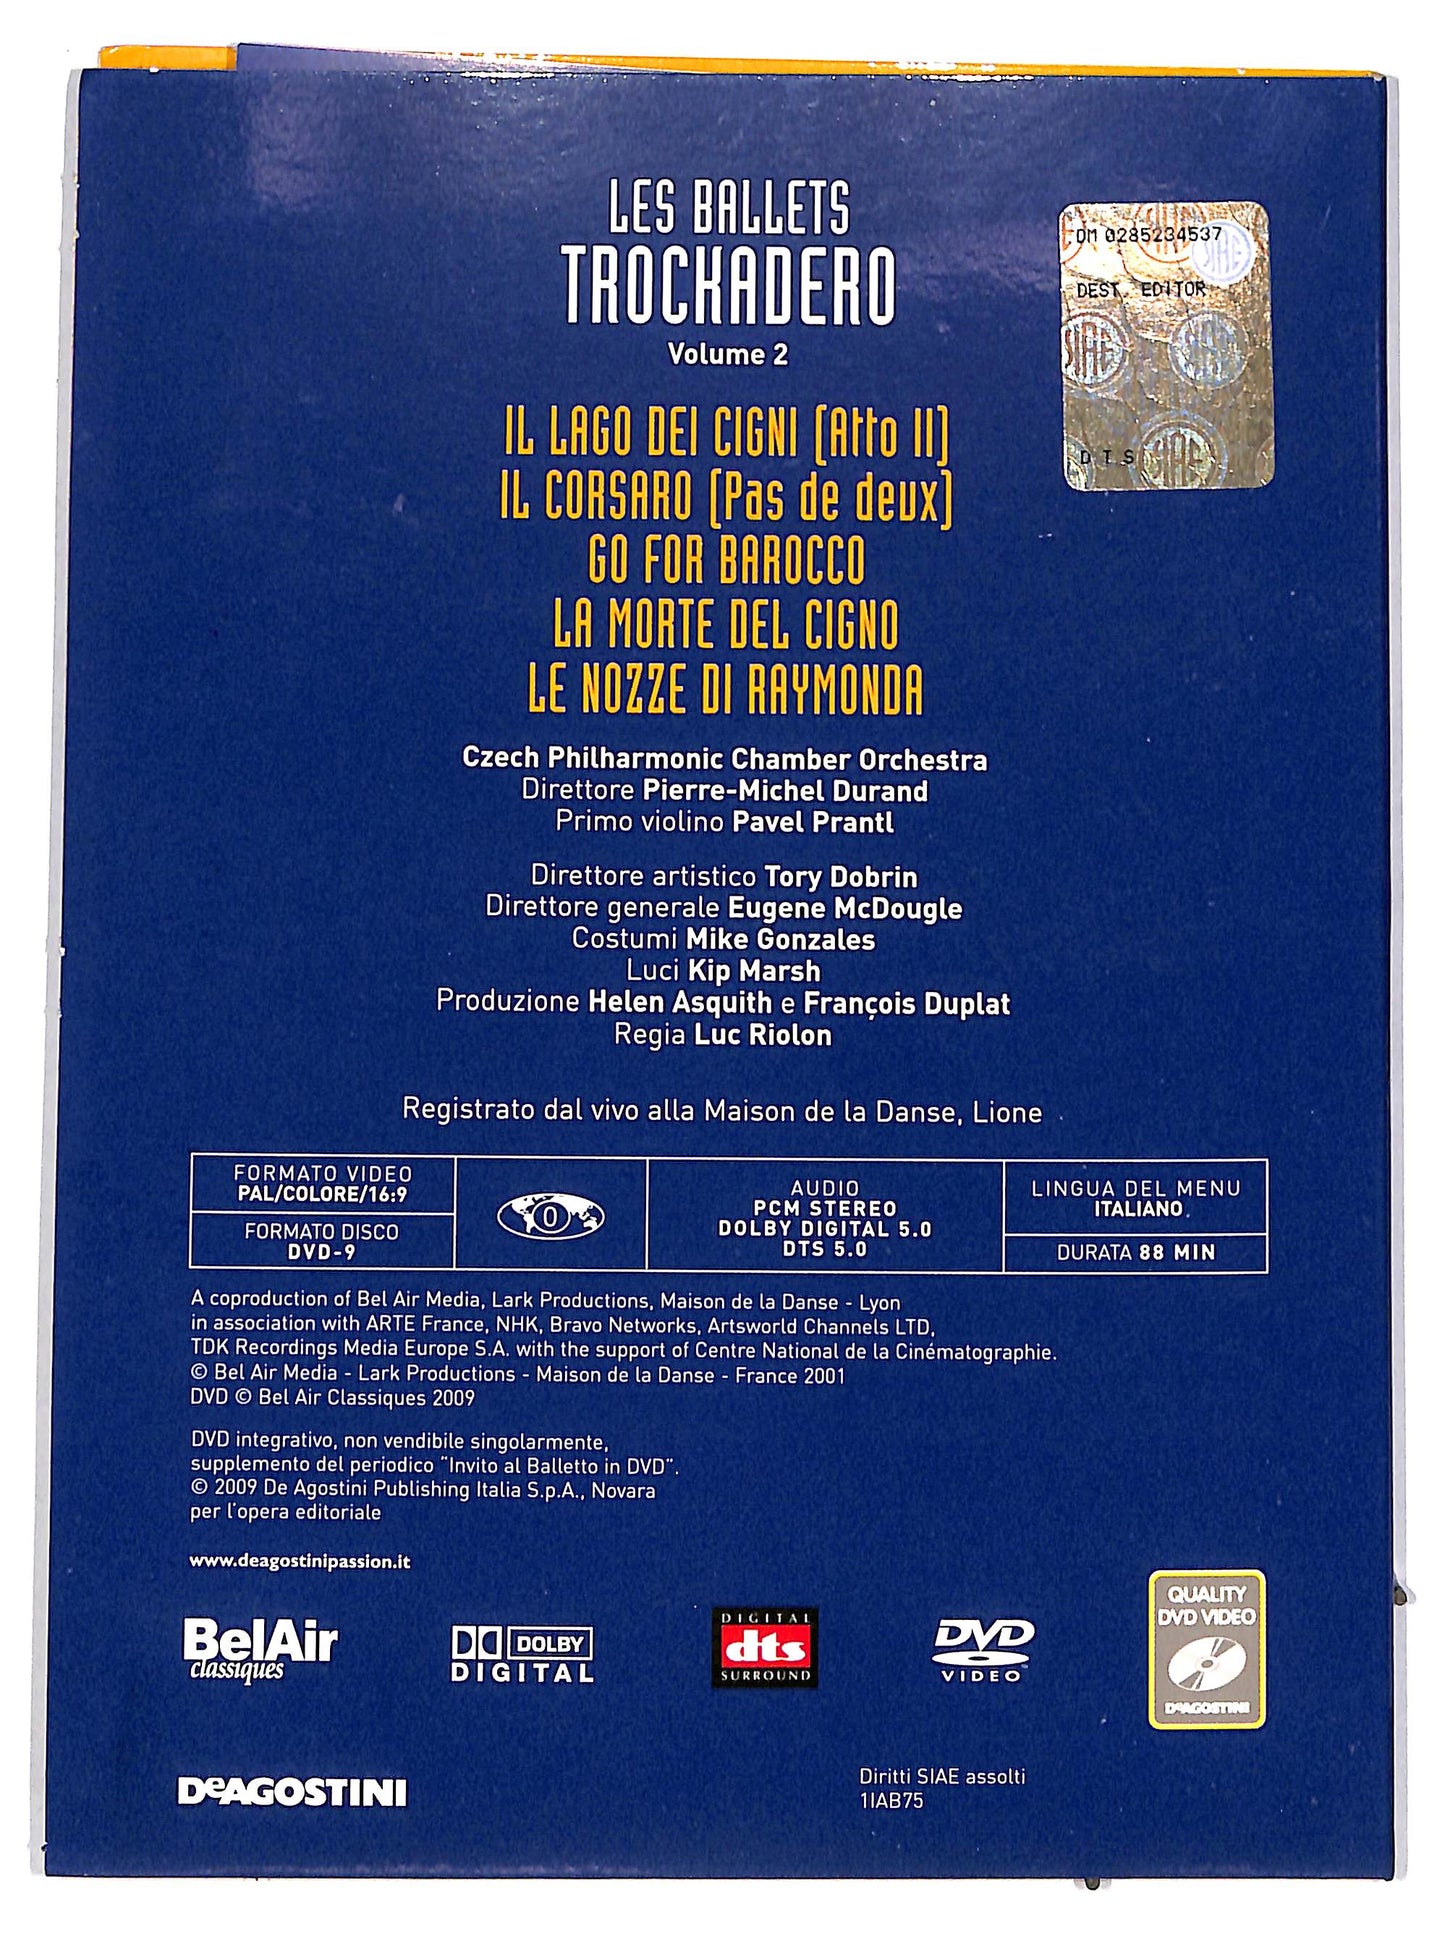 LES BALLETS
TROCKADERO
Volume 2
DM 0285234537
DEST. EDITOR
SIAE
SIAE
SIAE
DTS
IL LAGO DEI CIGNI (Atto II)
IL CORSARO (Pas de deux)
GO FOR BAROCCO
LA MORTE DEL CIGNO
LE NOZZE DI RAYMONDA
Czech Philharmonic Chamber Orchestra
Direttore Pierre-Michel Durand
Primo violino Pavel Prantl
Direttore artistico Tory Dobrin
Direttore generale Eugene McDougle
Costumi Mike Gonzales
Luci Kip Marsh
Produzione Helen Asquith e François Duplat
Regia Luc Riolon
Registrato dal vivo alla Maison de la Danse, Lione
FORMATO VIDEO
PAL/COLORE/16:9
FORMATO DISCO
DVD-9
0
AUDIO
PCM STEREO
DOLBY DIGITAL 5.0
DTS 5.0
LINGUA DEL MENU
ITALIANO
DURATA 88 MIN
A coproduction of Bel Air Media, Lark Productions, Maison de la Danse - Lyon
in association with ARTE France, NHK, Bravo Networks, Artsworld Channels LTD,
TDK Recordings Media Europe S.A. with the support of Centre National de la Cinématographie.
© Bel Air Media - Lark Productions - Maison de la Danse - France 2001
DVD © Bel Air Classiques 2009
DVD integrativo, non vendibile singolarmente,
supplemento del periodico "Invito al Balletto in DVD".
© 2009 De Agostini Publishing Italia S.p.A., Novara
per l'opera editoriale
www.deagostinipassion.it
BelAir
classiques
DOLBY
DIGITAL
DIGITAL
dts
SURROUND
DVD
VIDEO™
QUALITY
DVD VIDEO
DeAGOSTINI
DeAGOSTINI
Diritti SIAE assolti
1IAB75